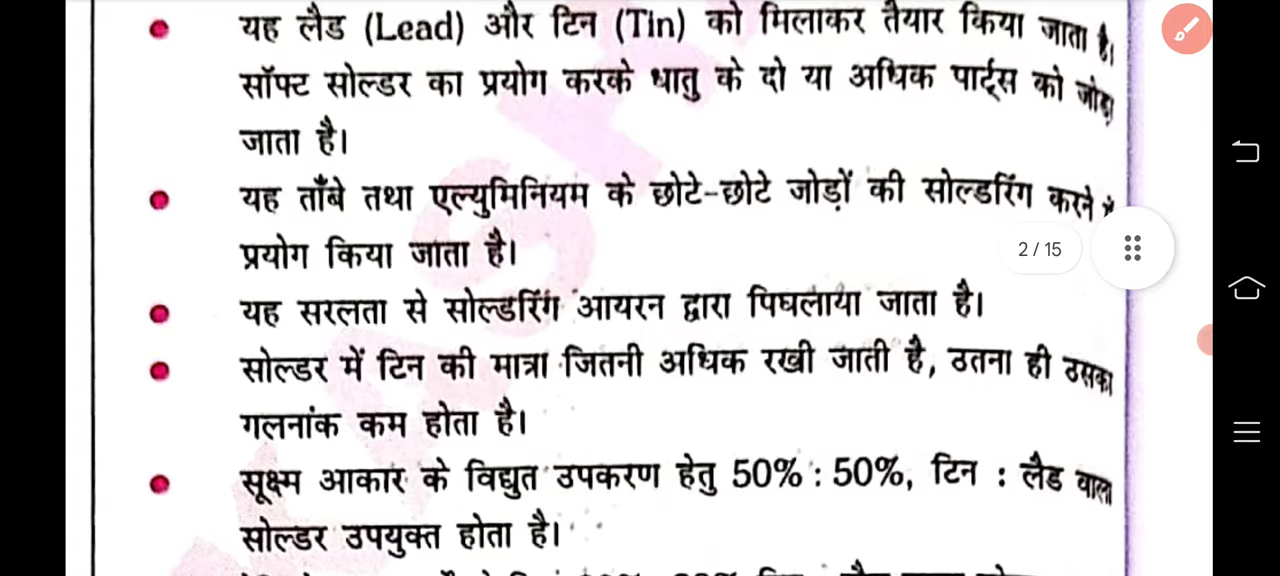 यह लैड (Lead) और टिन (Tin) को मिलाकर तैयार किया जाता है।
सॉफ्ट सोल्डर का प्रयोग करके धातु के दो या अधिक पार्ट्स को जोड़ा
जाता है।
यह ताँबे तथा एल्युमिनियम के छोटे-छोटे जोड़ों की सोल्डरिंग करने में
प्रयोग किया जाता है।
2 / 15
यह सरलता से सोल्डरिंग आयरन द्वारा पिघलाया जाता है।
सोल्डर में टिन की मात्रा जितनी अधिक रखी जाती है, उतना ही उसका
गलनांक कम होता है।
सूक्ष्म आकार के विद्युत उपकरण हेतु 50% : 50%, टिन : लैड वाला
सोल्डर उपयुक्त होता है।